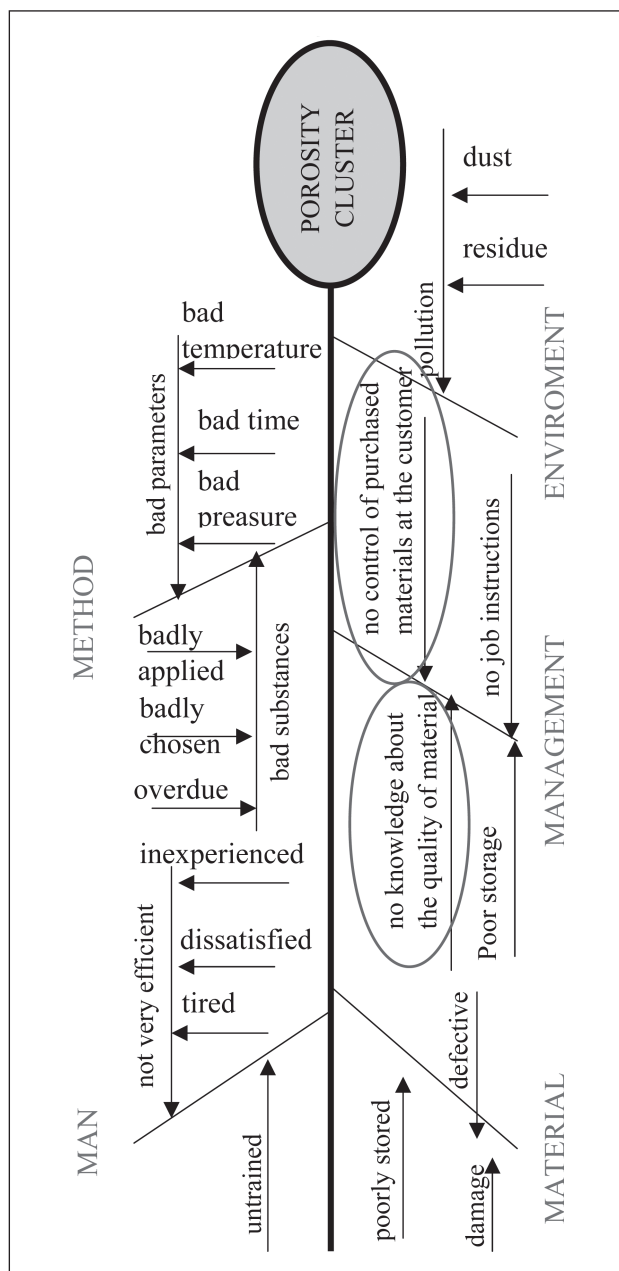 POROSITY
CLUSTER
dust
residue
pollution
ENVIROMENT
bad
temperature
bad time
bad
preasure
bad parameters
METHOD
badly
applied
badly
chosen
overdue
bad substances
no control of purchased
materials at the customer
no job instructions
MANAGEMENT
no knowledge about
the quality of material
Poor storage
inexperienced
dissatisfied
tired
not very efficient
MAN
untrained
defective
poorly stored
damage
MATERIAL